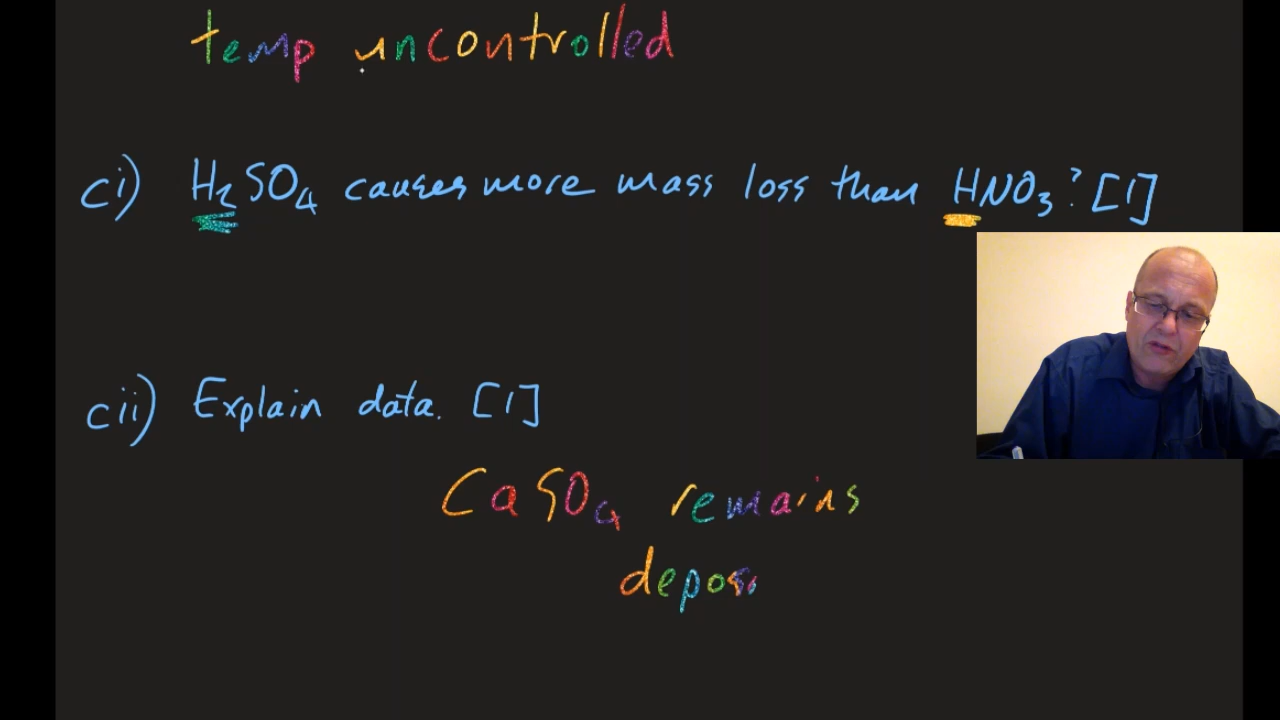 temp uncontrolled
ci) H₂SO₄ causes more mass loss than HNO₃? [1]
cii) Explain data. [1]
CaSO₄ remains
deposi